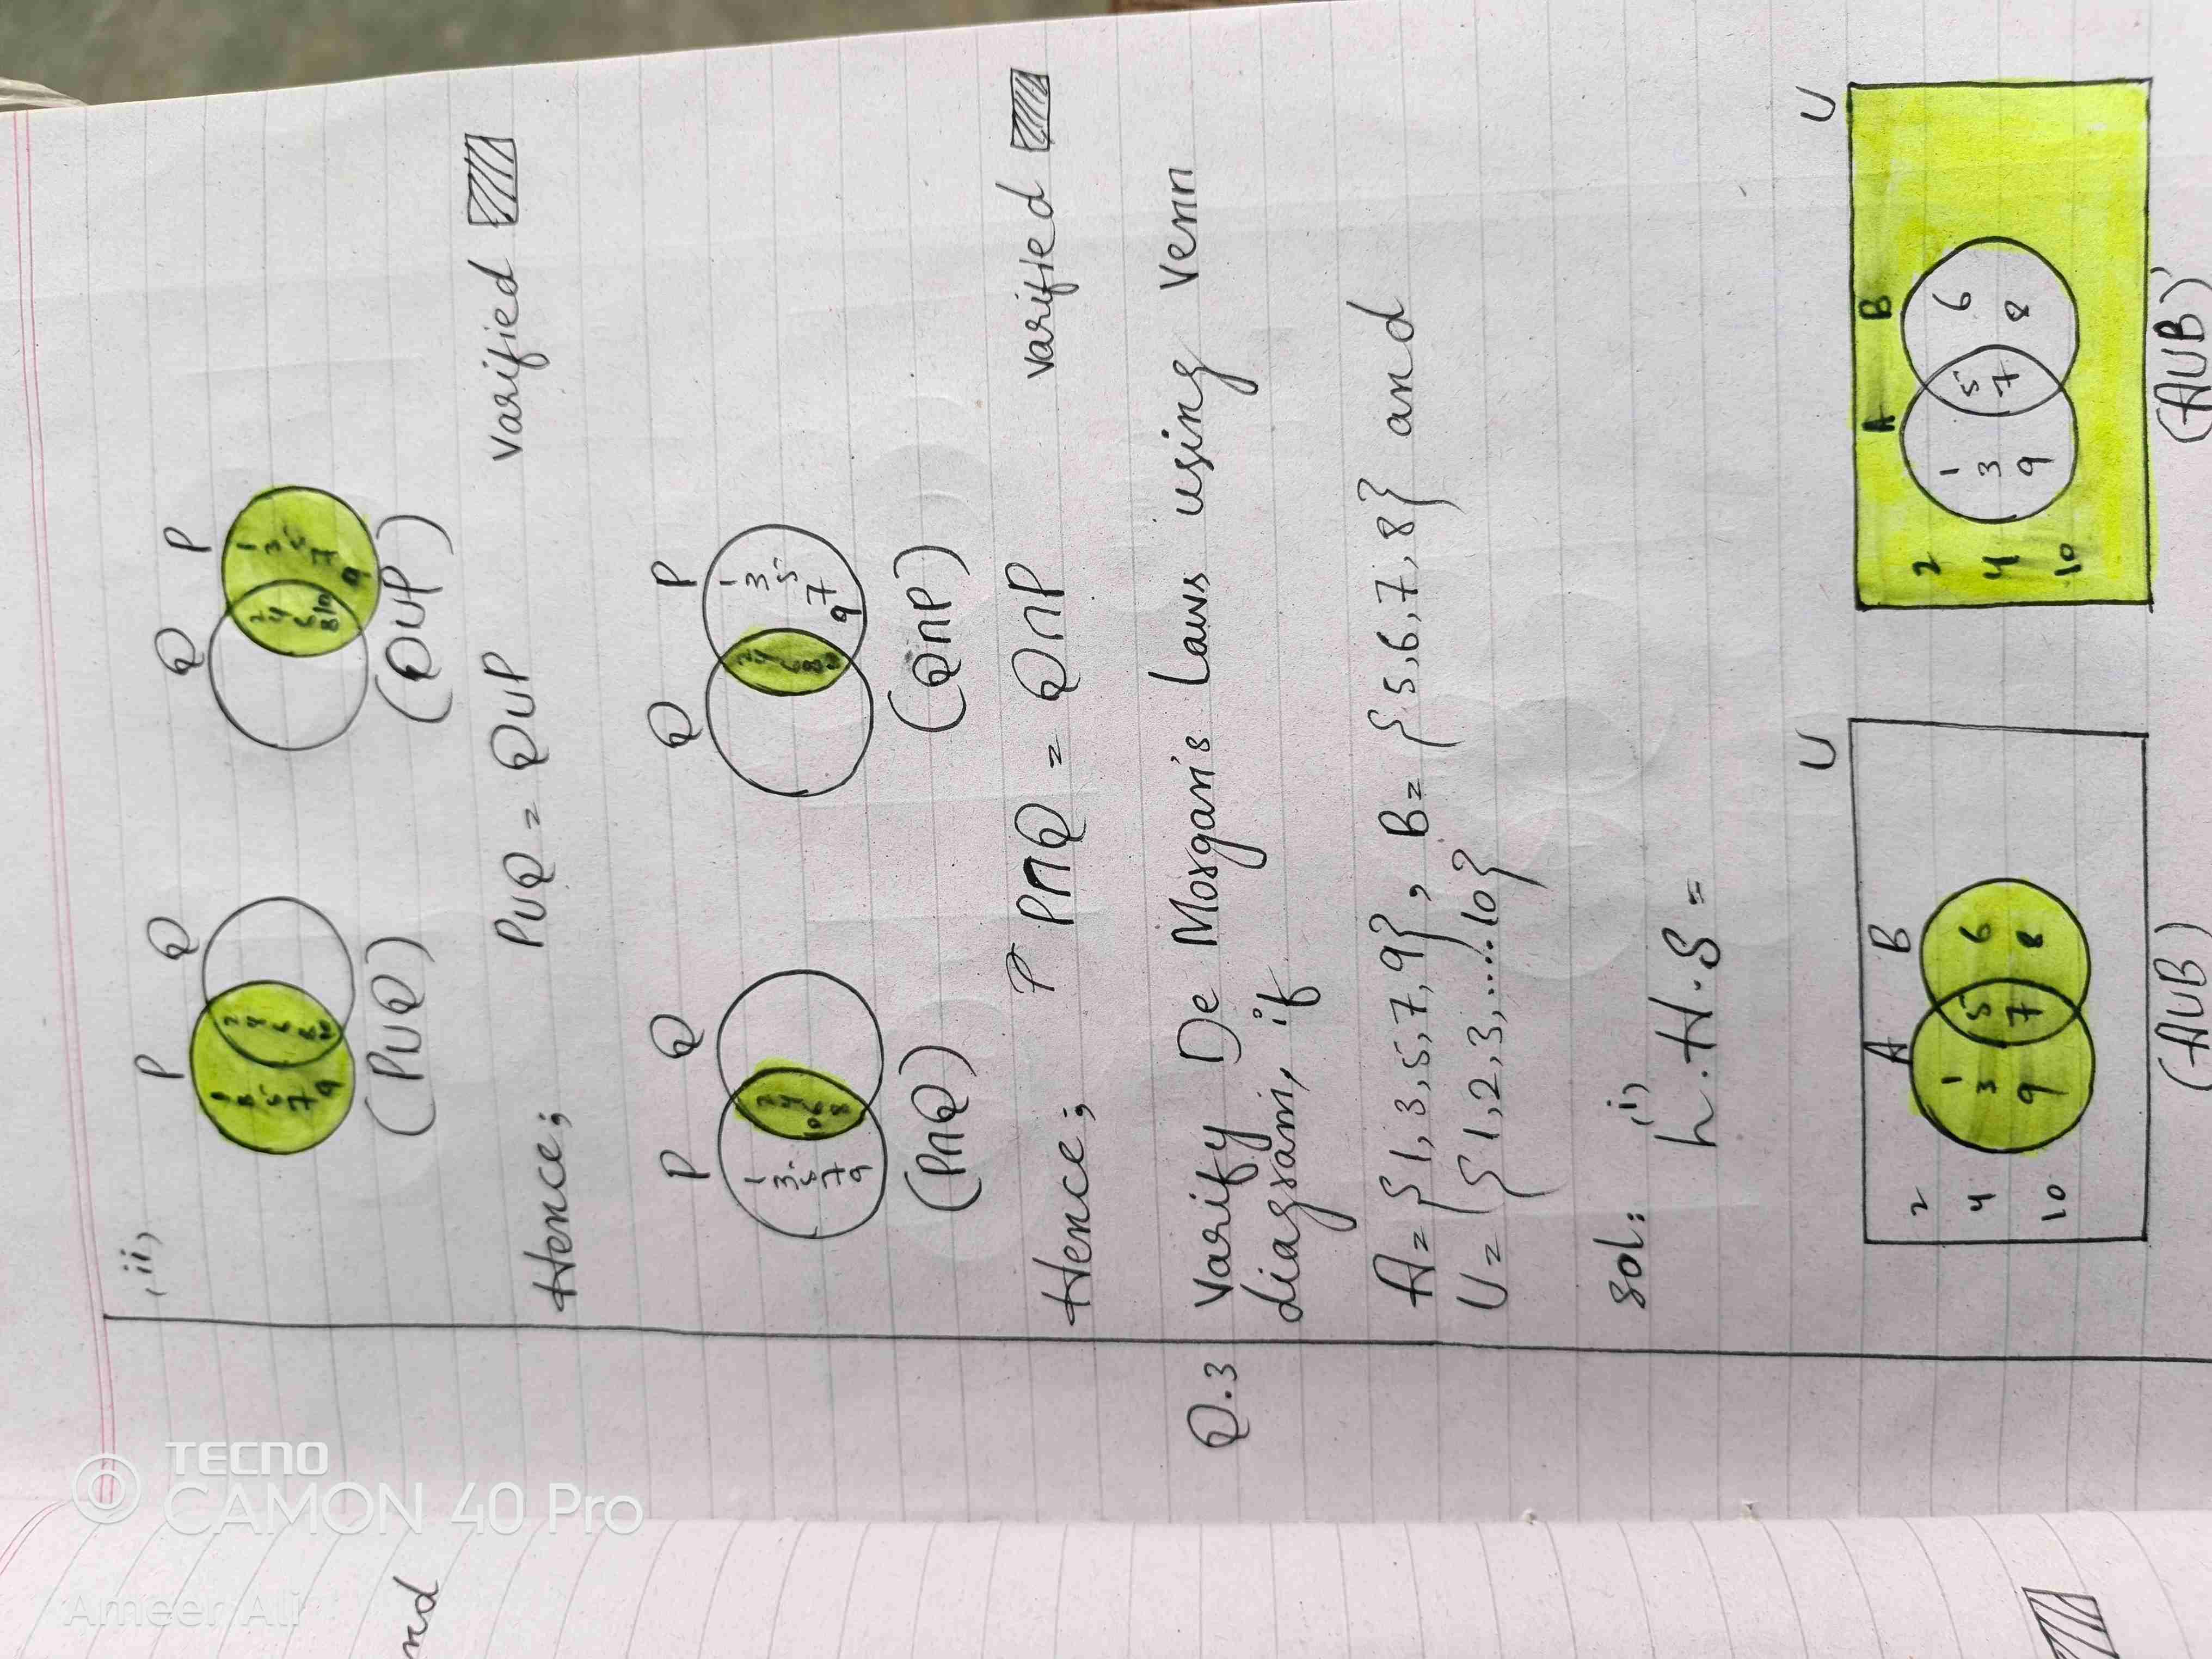 (ii)
P Q Q P
1 2 2 1
3 4 4 3
5 6 6 5
7 8 8 10 7
9 10 9
(PUQ) (QUP)
Hence; PUQ = QUP varified
P Q Q P
1 2 2 1
3 4 4 3
5 10 6 6 5
7 8 8 7
9 9
(P∩Q) (Q∩P)
Hence; P P∩Q = Q∩P varified
Q.3 Varify De Morgan's Laws using Venn
diagram, if
A= {1,3,5,7,9}, B= {5,6,7,8} and
U= {1,2,3,.....10}
sol: (i)
L.H.S =
U U
A B A B
2 1 5 6 2 1 5 6
4 3 7 8 4 3 7 8
10 9 10 9
(AUB) (AUB)'
nd
TECNO
© CAMON 40 Pro
Ameer Ali